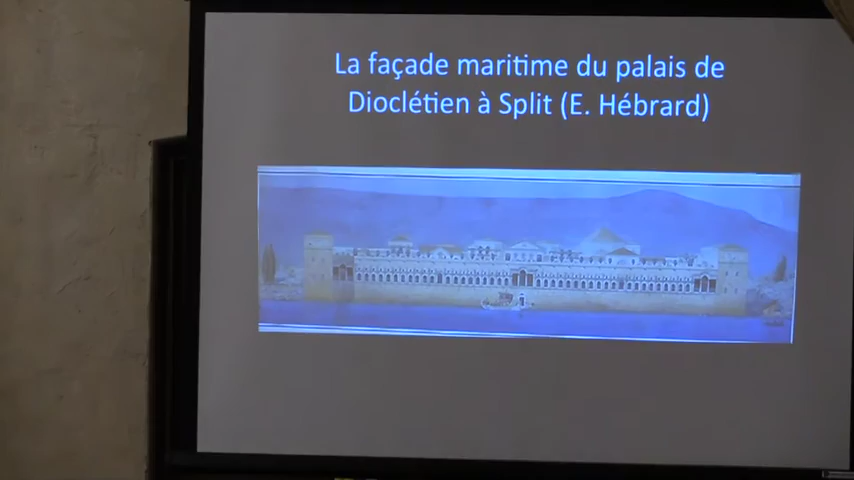 La façade maritime du palais de
Dioclétien à Split (E. Hébrard)